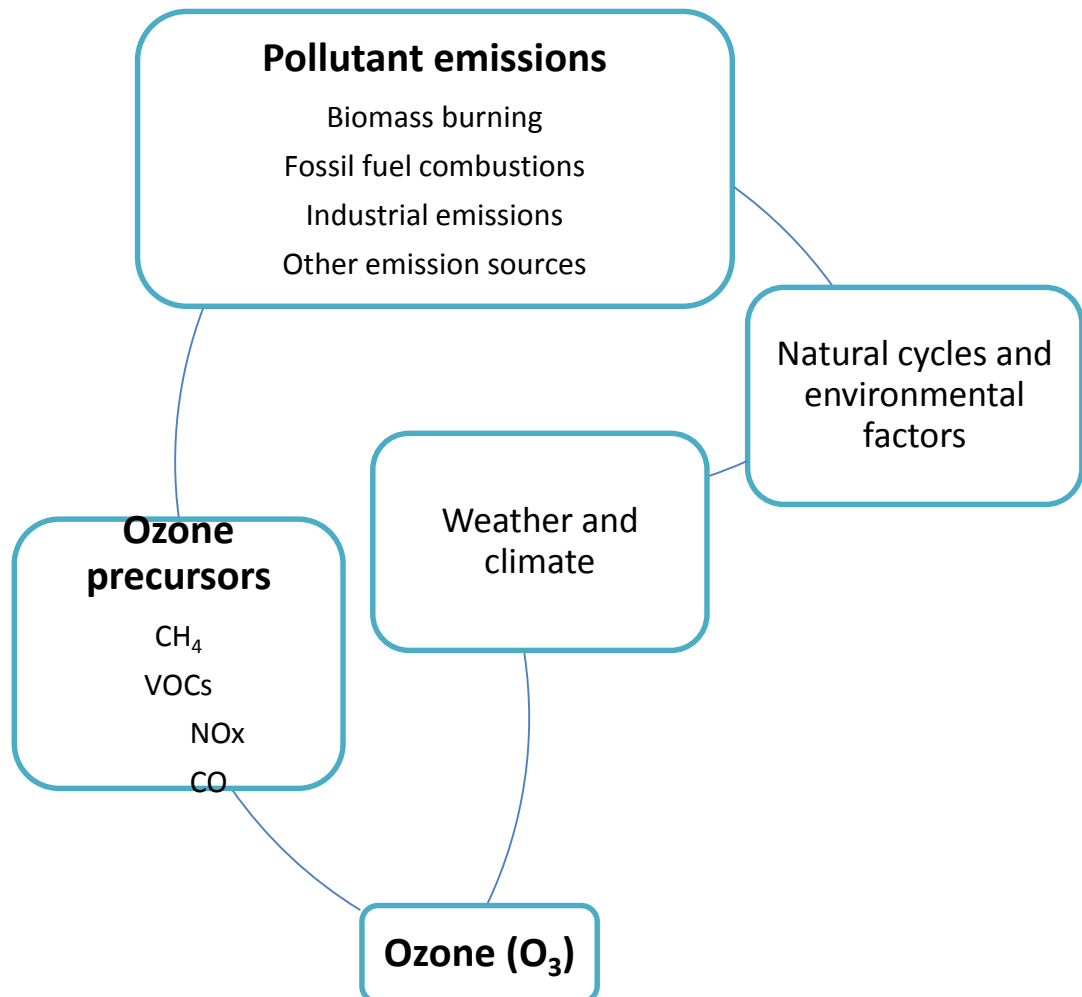 Pollutant emissions
Biomass burning
Fossil fuel combustions
Industrial emissions
Other emission sources
Natural cycles and
environmental
factors
Weather and
climate
Ozone
precursors
CH₄
VOCs
NOx
CO
Ozone (O₃)